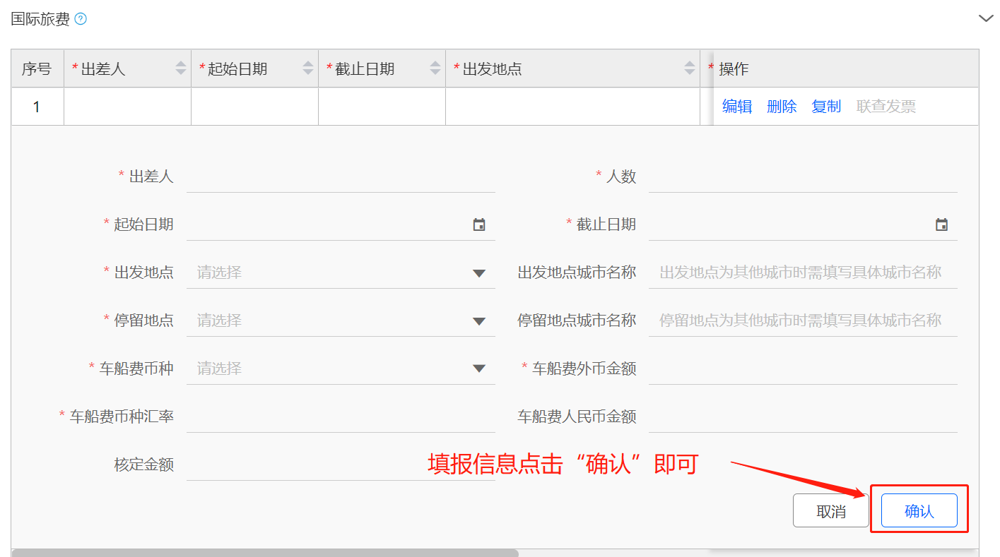 国际旅费 ?
序号 * 出差人 * 起始日期 * 截止日期 * 出发地点 * 操作
1 编辑 删除 复制 联查发票
* 出差人 * 人数
* 起始日期 * 截止日期
* 出发地点 请选择 出发地点城市名称 出发地点为其他城市时需填写具体城市名称
* 停留地点 请选择 停留地点城市名称 停留地点为其他城市时需填写具体城市名称
* 车船费币种 请选择 * 车船费外币金额
* 车船费币种汇率 车船费人民币金额
核定金额
填报信息点击“确认”即可
取消 确认